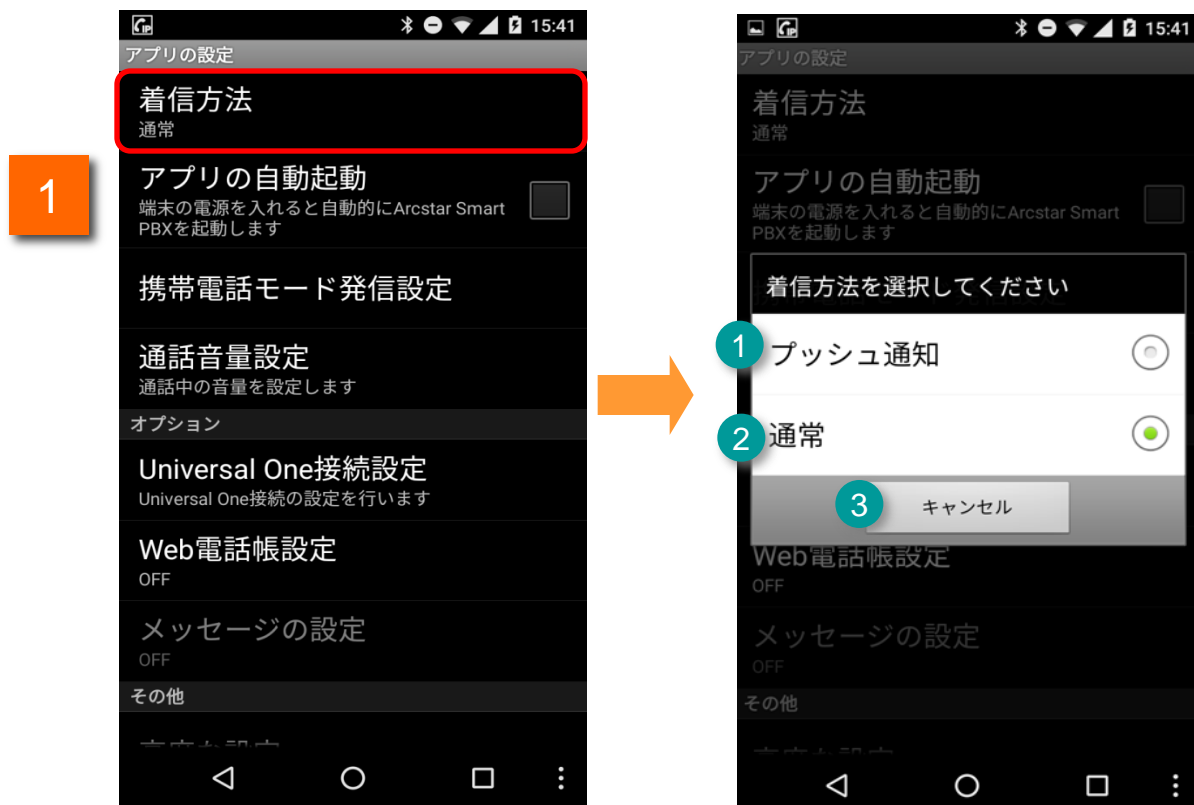 15:41
アプリの設定
着信方法
通常
1
アプリの自動起動
端末の電源を入れると自動的にArcstar Smart
PBXを起動します
携帯電話モード発信設定
通話音量設定
通話中の音量を設定します
オプション
Universal One接続設定
Universal One接続の設定を行います
Web電話帳設定
OFF
メッセージの設定
OFF
その他
15:41
アプリの設定
着信方法
通常
アプリの自動起動
端末の電源を入れると自動的にArcstar Smart
PBXを起動します
着信方法を選択してください
1 プッシュ通知
2 通常
3 キャンセル
Web電話帳設定
OFF
メッセージの設定
OFF
その他